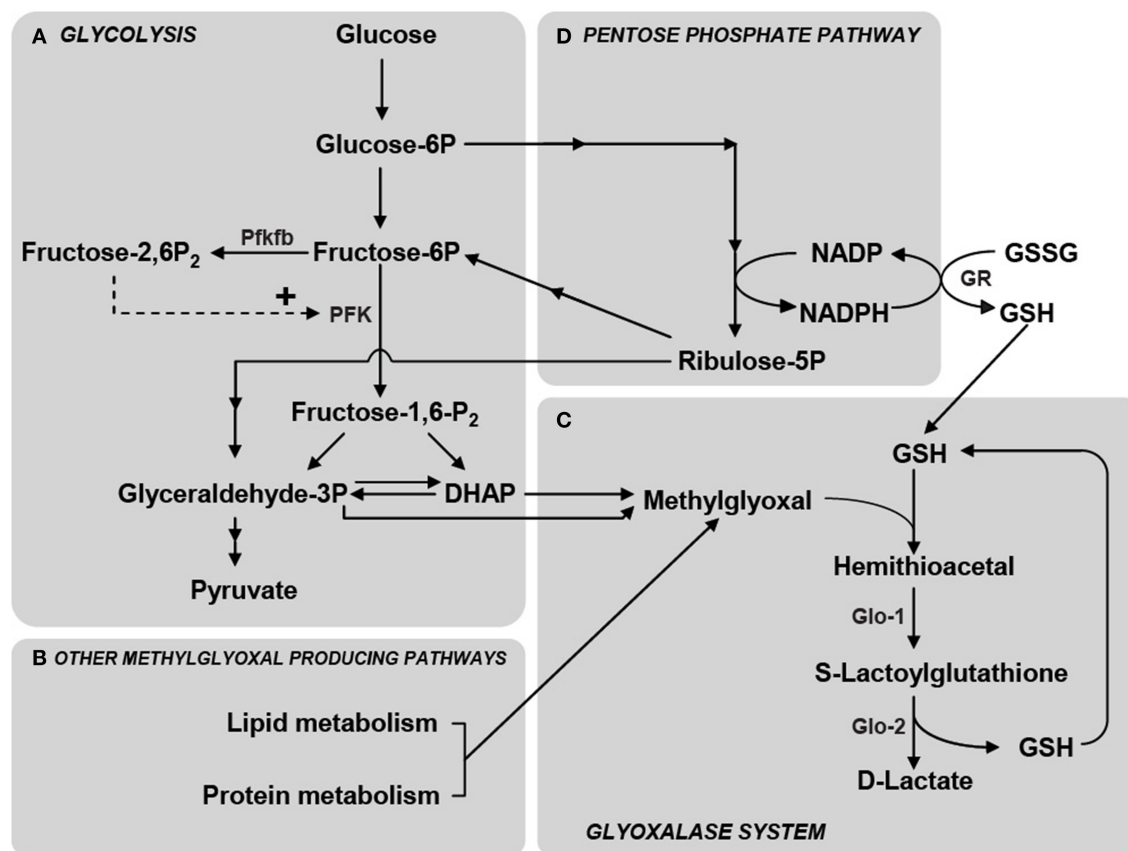 A GLYCOLYSIS
Glucose
Glucose-6P
Fructose-2,6P₂
Pfkfb
Fructose-6P
+
PFK
Fructose-1,6-P₂
Glyceraldehyde-3P
DHAP
Pyruvate
D PENTOSE PHOSPHATE PATHWAY
NADP
GSSG
GR
NADPH
GSH
Ribulose-5P
B OTHER METHYLGLYOXAL PRODUCING PATHWAYS
Lipid metabolism
Protein metabolism
C
GSH
Methylglyoxal
Hemithioacetal
Glo-1
S-Lactoylglutathione
Glo-2
GSH
D-Lactate
GLYOXALASE SYSTEM